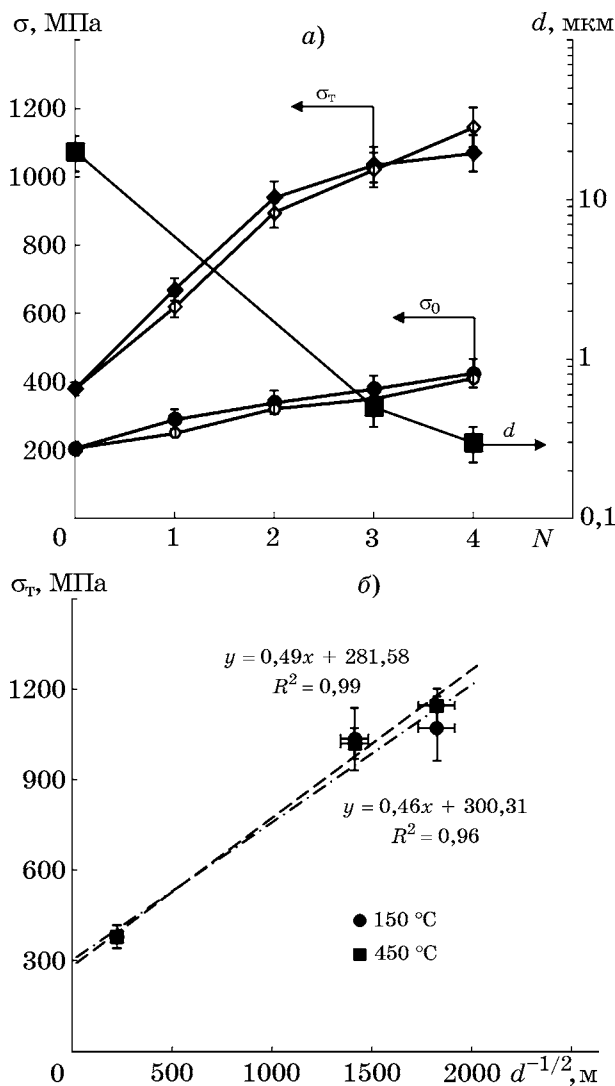 σ, МПа
а)
d, мкм
1200
1000
800
600
400
200
0
σт
σ0
d
10
1
0,1
1
2
3
4
N
σт, МПа
б)
y = 0,49x + 281,58
R² = 0,99
1200
900
600
300
y = 0,46x + 300,31
R² = 0,96
150 °C
450 °C
0
500
1000
1500
2000
d⁻¹/², м